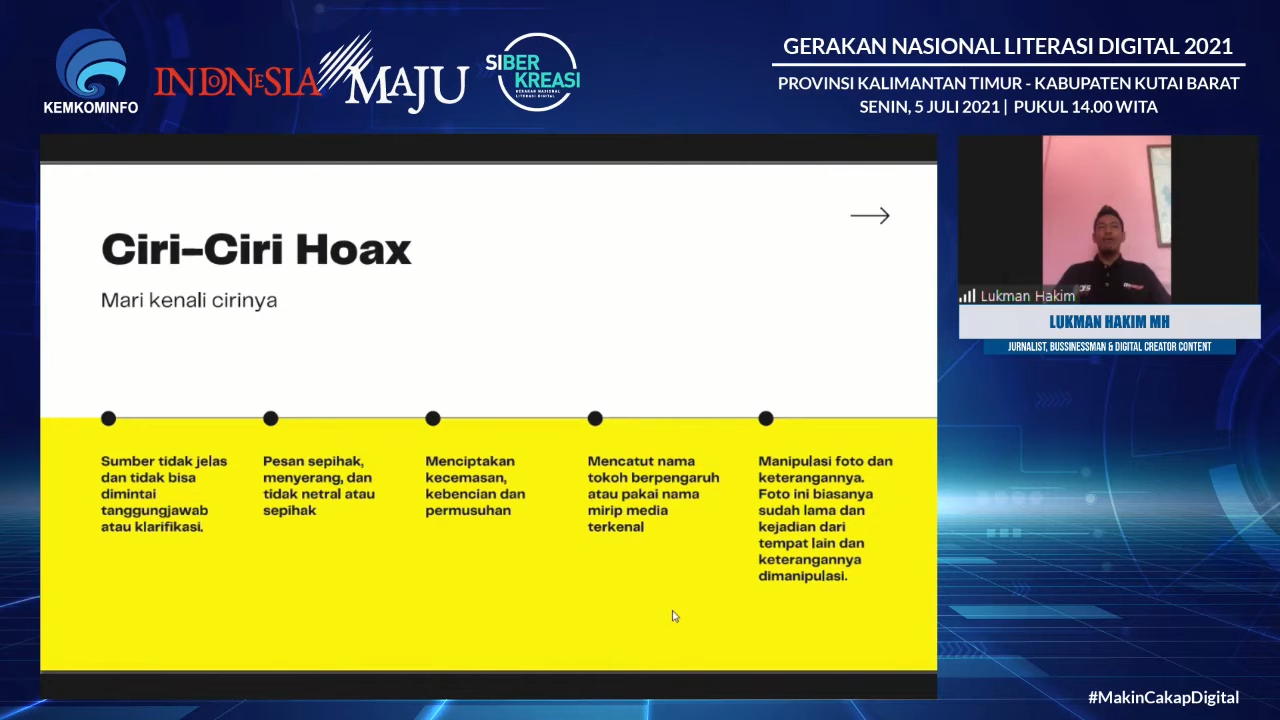 KEMKOMINFO
INDONESIA MAJU
SIBER
KREASI
GERAKAN NASIONAL
LITERASI DIGITAL
GERAKAN NASIONAL LITERASI DIGITAL 2021
PROVINSI KALIMANTAN TIMUR - KABUPATEN KUTAI BARAT
SENIN, 5 JULI 2021 | PUKUL 14.00 WITA
Ciri-Ciri Hoax
Mari kenali cirinya
Sumber tidak jelas
dan tidak bisa
dimintai
tanggungjawab
atau klarifikasi.
Pesan sepihak,
menyerang, dan
tidak netral atau
sepihak
Menciptakan
kecemasan,
kebencian dan
permusuhan
Mencatut nama
tokoh berpengaruh
atau pakai nama
mirip media
terkenal
Manipulasi foto dan
keterangannya.
Foto ini biasanya
sudah lama dan
kejadian dari
tempat lain dan
keterangannya
dimanipulasi.
Lukman Hakim
LUKMAN HAKIM MH
JURNALIST, BUSSINESSMAN & DIGITAL CREATOR CONTENT
#MakinCakapDigital